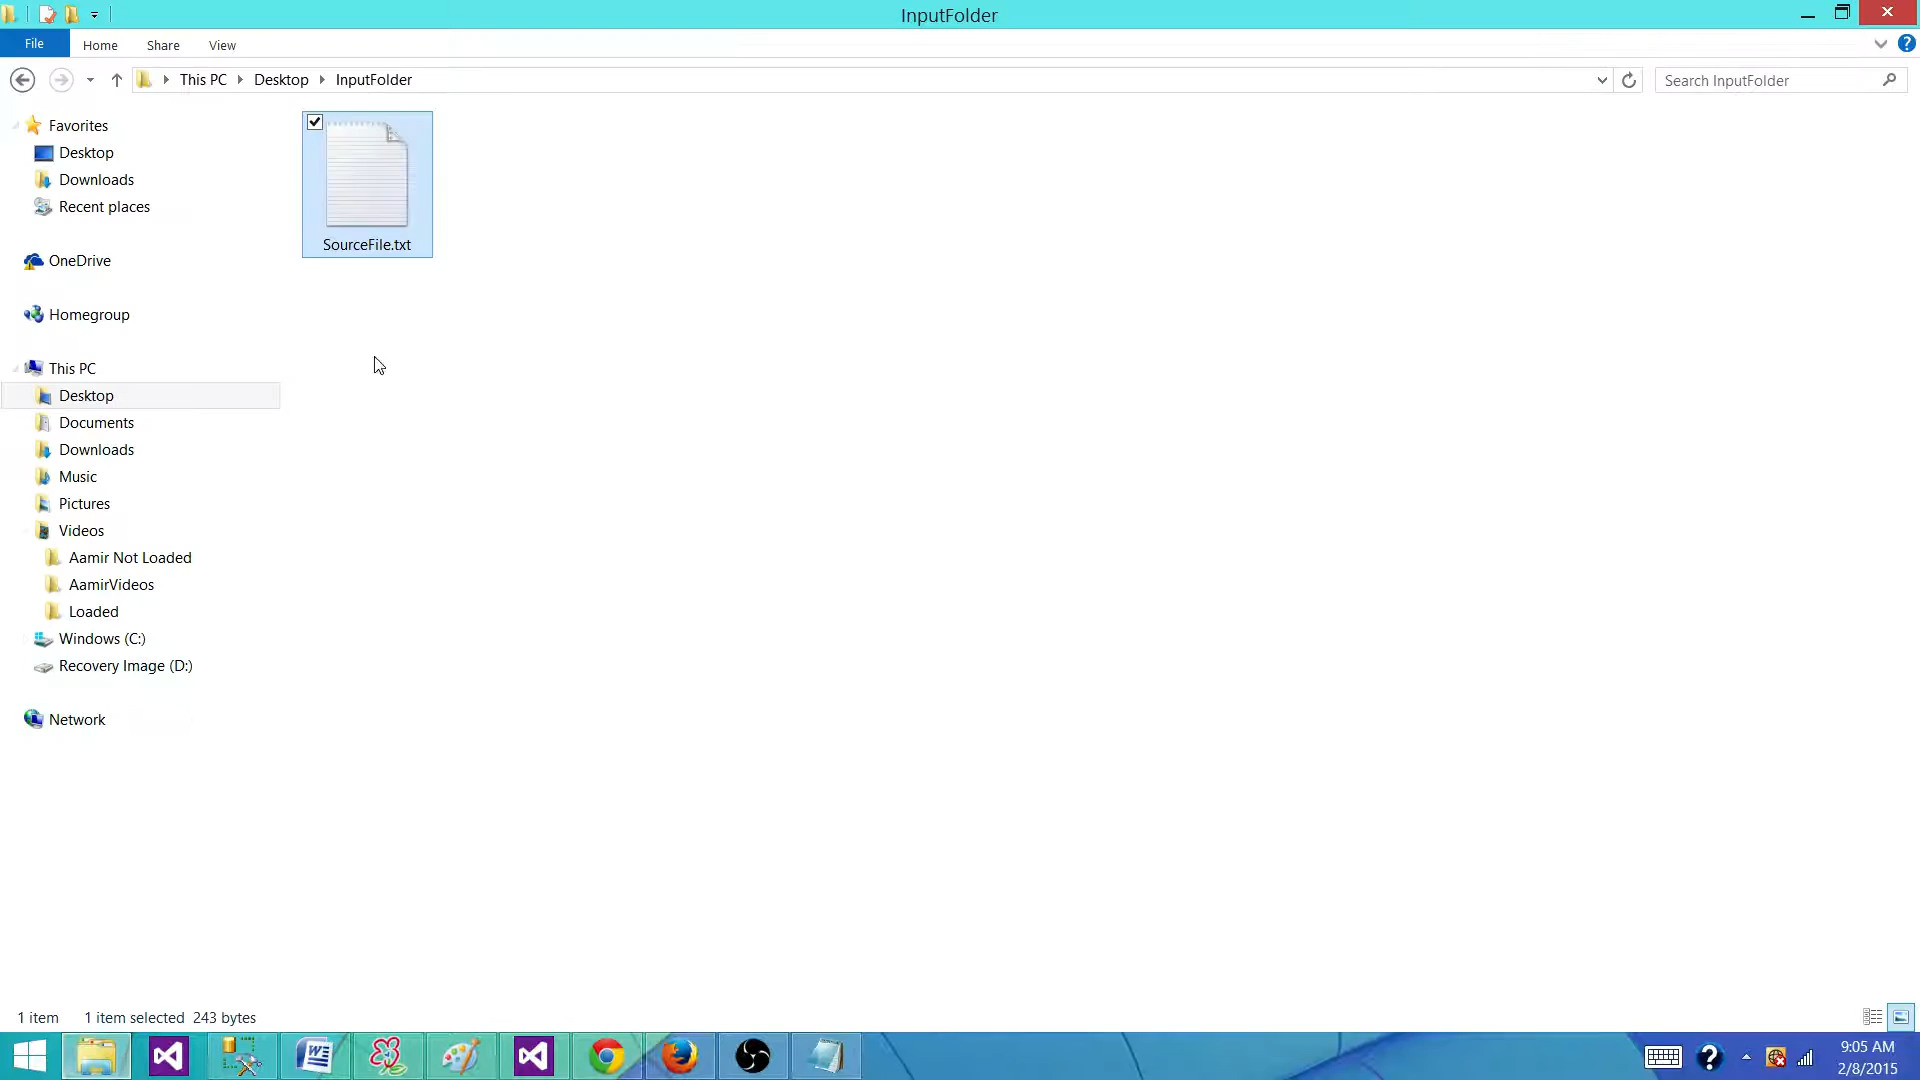 InputFolder
File
Home
Share
View
This PC
Desktop
InputFolder
Search InputFolder
Favorites
Desktop
Downloads
Recent places
OneDrive
Homegroup
This PC
Desktop
Documents
Downloads
Music
Pictures
Videos
Aamir Not Loaded
AamirVideos
Loaded
Windows (C:)
Recovery Image (D:)
Network
SourceFile.txt
1 item
1 item selected 243 bytes
9:05 AM
2/8/2015